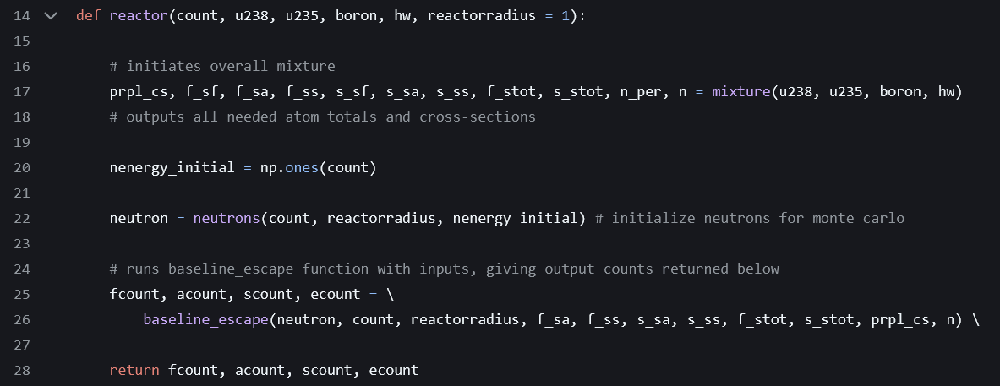 14 def reactor(count, u238, u235, boron, hw, reactorradius = 1):
15
16 # initiates overall mixture
17 prpl_cs, f_sf, f_sa, f_ss, s_sf, s_sa, s_ss, f_stot, s_stot, n_per, n = mixture(u238, u235, boron, hw)
18 # outputs all needed atom totals and cross-sections
19
20 nenergy_initial = np.ones(count)
21
22 neutron = neutrons(count, reactorradius, nenergy_initial) # initialize neutrons for monte carlo
23
24 # runs baseline_escape function with inputs, giving output counts returned below
25 fcount, acount, scount, ecount = \
26 baseline_escape(neutron, count, reactorradius, f_sa, f_ss, s_sa, s_ss, f_stot, s_stot, prpl_cs, n) \
27
28 return fcount, acount, scount, ecount